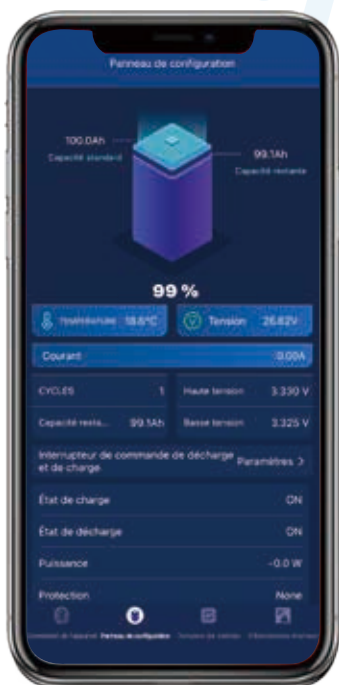 Panneau de configuration
100.0Ah
Capacité standard
99.1Ah
Capacité restante
99 %
TEMPÉRATURE 18.6°C
Tension 26.62V
Courant 0.00A
CYCLES 1
Haute tension 3.330 V
Capacité resta... 99.1Ah
Basse tension 3.325 V
Interrupteur de commande de décharge
et de charge
Paramètres >
État de charge ON
État de décharge ON
Puissance -0.0 W
Protection None
Panneau de configuration